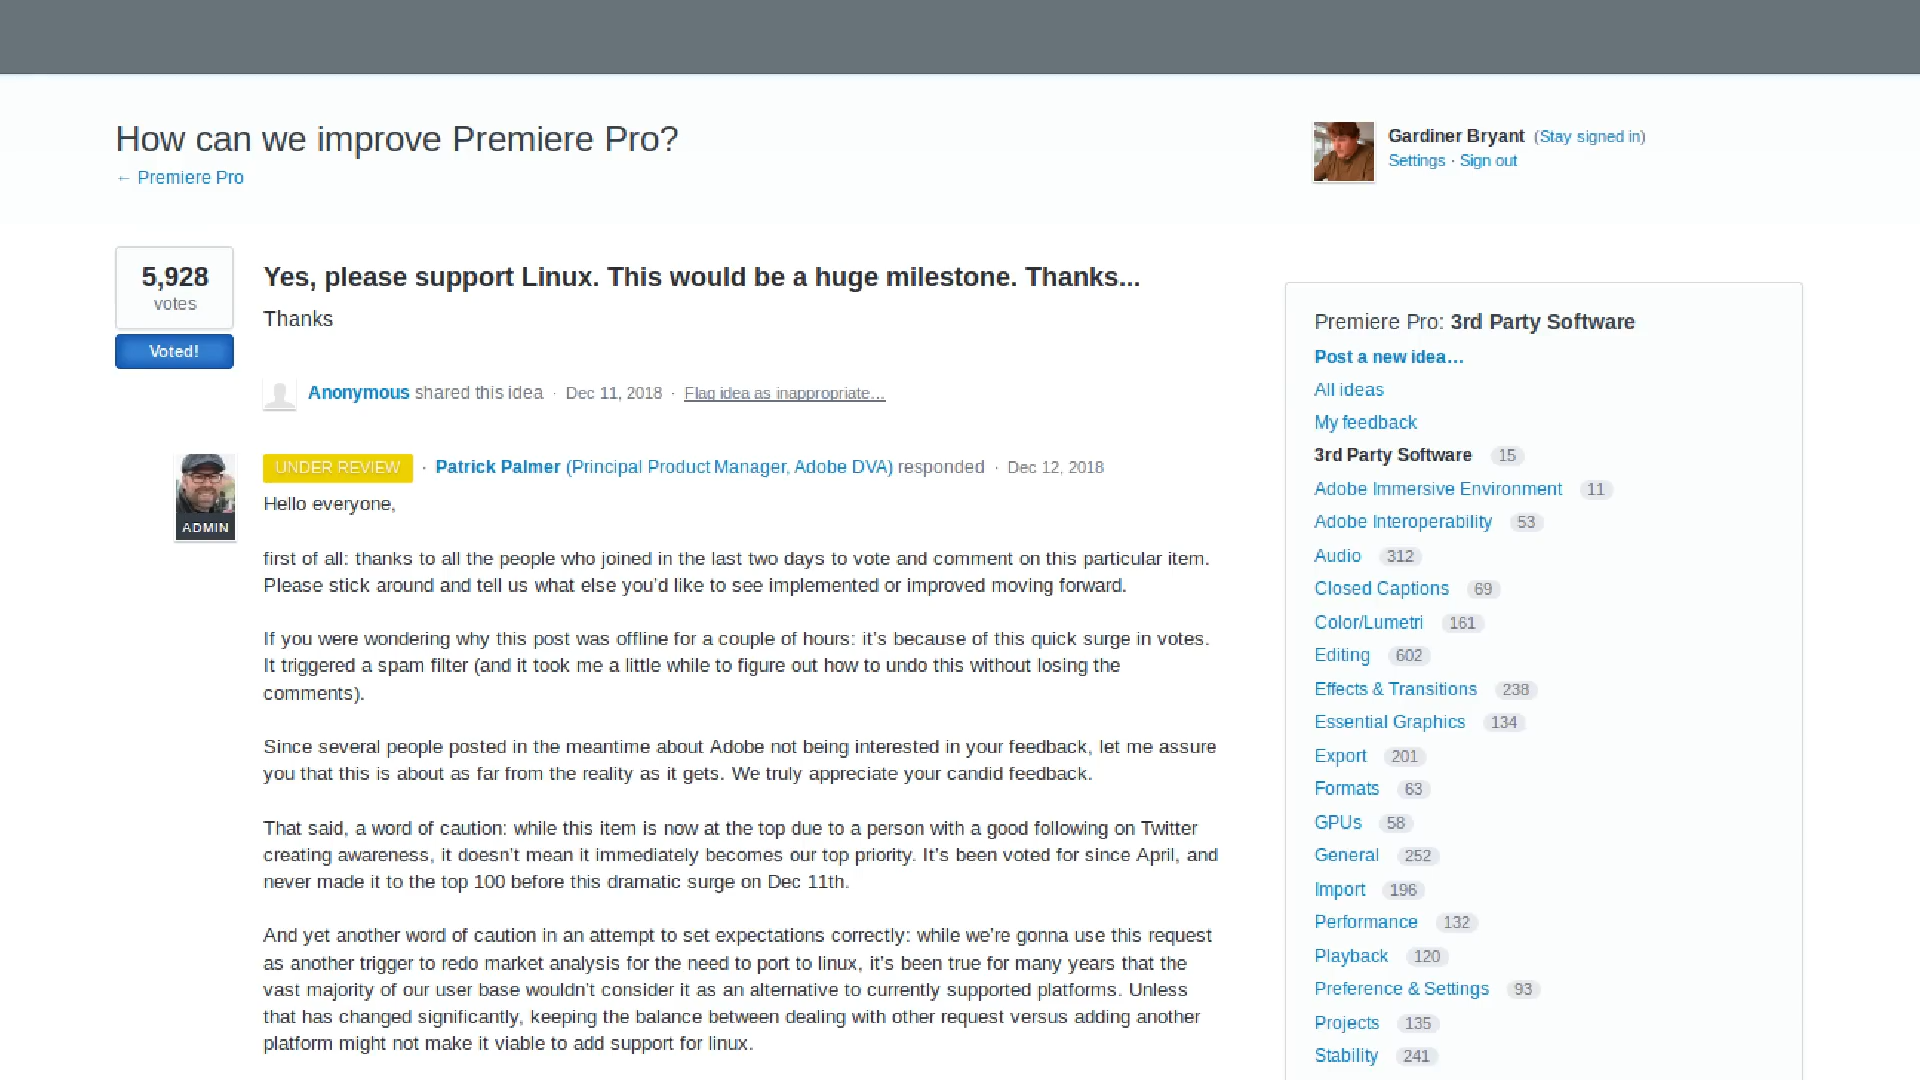 How can we improve Premiere Pro?
← Premiere Pro
Gardiner Bryant (Stay signed in)
Settings · Sign out
5,928
votes
Voted!
Yes, please support Linux. This would be a huge milestone. Thanks...
Thanks
Anonymous shared this idea · Dec 11, 2018 · Flag idea as inappropriate…
ADMIN
UNDER REVIEW · Patrick Palmer (Principal Product Manager, Adobe DVA) responded · Dec 12, 2018
Hello everyone,
first of all: thanks to all the people who joined in the last two days to vote and comment on this particular item.
Please stick around and tell us what else you’d like to see implemented or improved moving forward.
If you were wondering why this post was offline for a couple of hours: it’s because of this quick surge in votes.
It triggered a spam filter (and it took me a little while to figure out how to undo this without losing the
comments).
Since several people posted in the meantime about Adobe not being interested in your feedback, let me assure
you that this is about as far from the reality as it gets. We truly appreciate your candid feedback.
That said, a word of caution: while this item is now at the top due to a person with a good following on Twitter
creating awareness, it doesn’t mean it immediately becomes our top priority. It’s been voted for since April, and
never made it to the top 100 before this dramatic surge on Dec 11th.
And yet another word of caution in an attempt to set expectations correctly: while we’re gonna use this request
as another trigger to redo market analysis for the need to port to linux, it’s been true for many years that the
vast majority of our user base wouldn’t consider it as an alternative to currently supported platforms. Unless
that has changed significantly, keeping the balance between dealing with other request versus adding another
platform might not make it viable to add support for linux.
Premiere Pro: 3rd Party Software
Post a new idea…
All ideas
My feedback
3rd Party Software 15
Adobe Immersive Environment 11
Adobe Interoperability 53
Audio 312
Closed Captions 69
Color/Lumetri 161
Editing 602
Effects & Transitions 238
Essential Graphics 134
Export 201
Formats 63
GPUs 58
General 252
Import 196
Performance 132
Playback 120
Preference & Settings 93
Projects 135
Stability 241